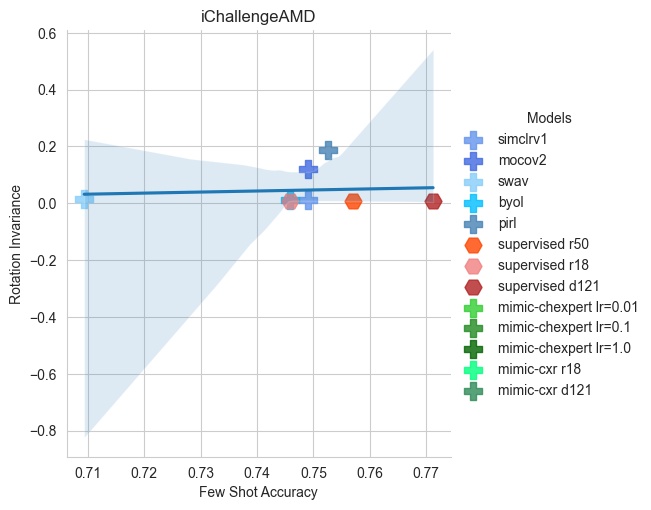 iChallengeAMD
0.6
0.4
0.2
0.0
−0.2
−0.4
−0.6
−0.8
Rotation Invariance
0.71 0.72 0.73 0.74 0.75 0.76 0.77
Few Shot Accuracy
Models
simclrv1
mocov2
swav
byol
pirl
supervised r50
supervised r18
supervised d121
mimic-chexpert lr=0.01
mimic-chexpert lr=0.1
mimic-chexpert lr=1.0
mimic-cxr r18
mimic-cxr d121